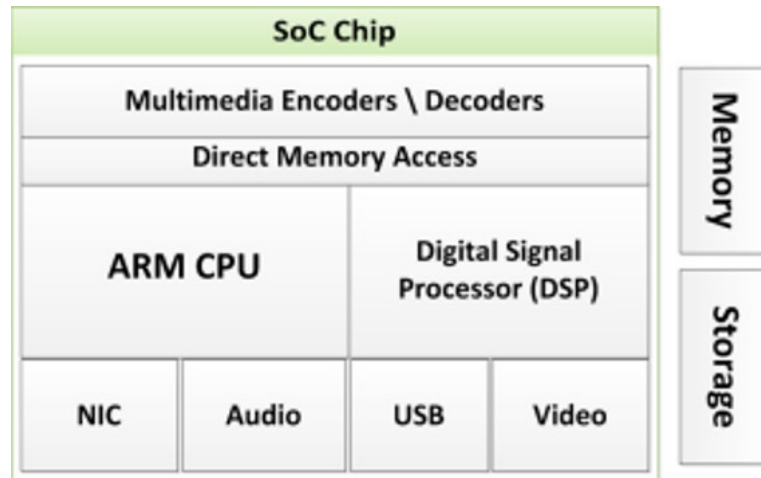 SoC Chip
Multimedia Encoders \ Decoders
Direct Memory Access
ARM CPU
Digital Signal
Processor (DSP)
NIC
Audio
USB
Video
Memory
Storage